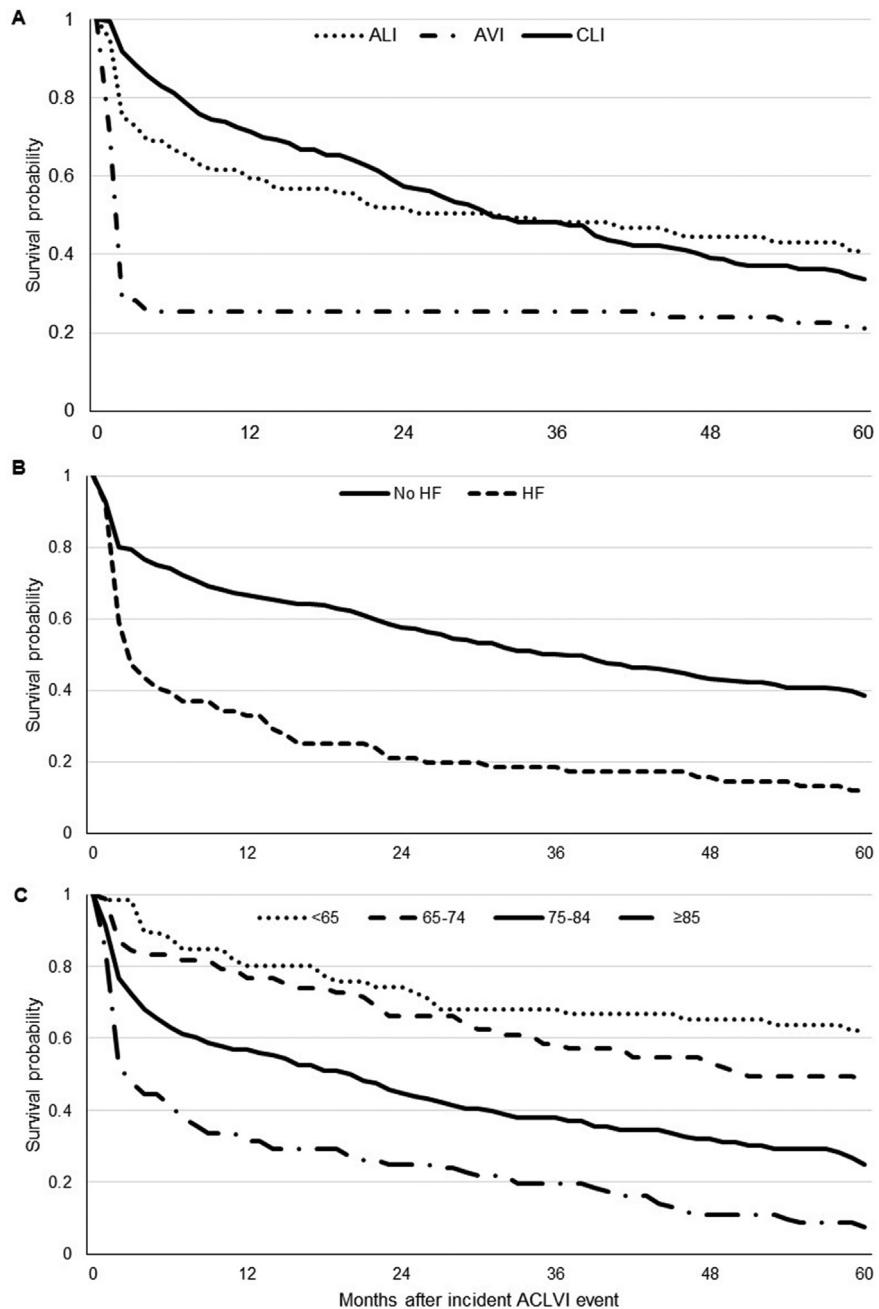 A
ALI AVI CLI
1
0.8
0.6
0.4
0.2
0
Survival probability
0 12 24 36 48 60
B
No HF HF
1
0.8
0.6
0.4
0.2
0
Survival probability
0 12 24 36 48 60
C
<65 65-74 75-84 ≥85
1
0.8
0.6
0.4
0.2
0
Survival probability
0 12 24 36 48 60
Months after incident ACLVI event